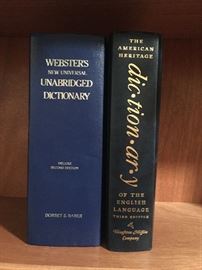 WEBSTER'S
NEW UNIVERSAL
UNABRIDGED
DICTIONARY
DELUXE
SECOND EDITION
DORSET & BABER
THE
AMERICAN
HERITAGE
dic·tion·ar·y
OF THE
ENGLISH
LANGUAGE
THIRD EDITION
Houghton Mifflin
Company